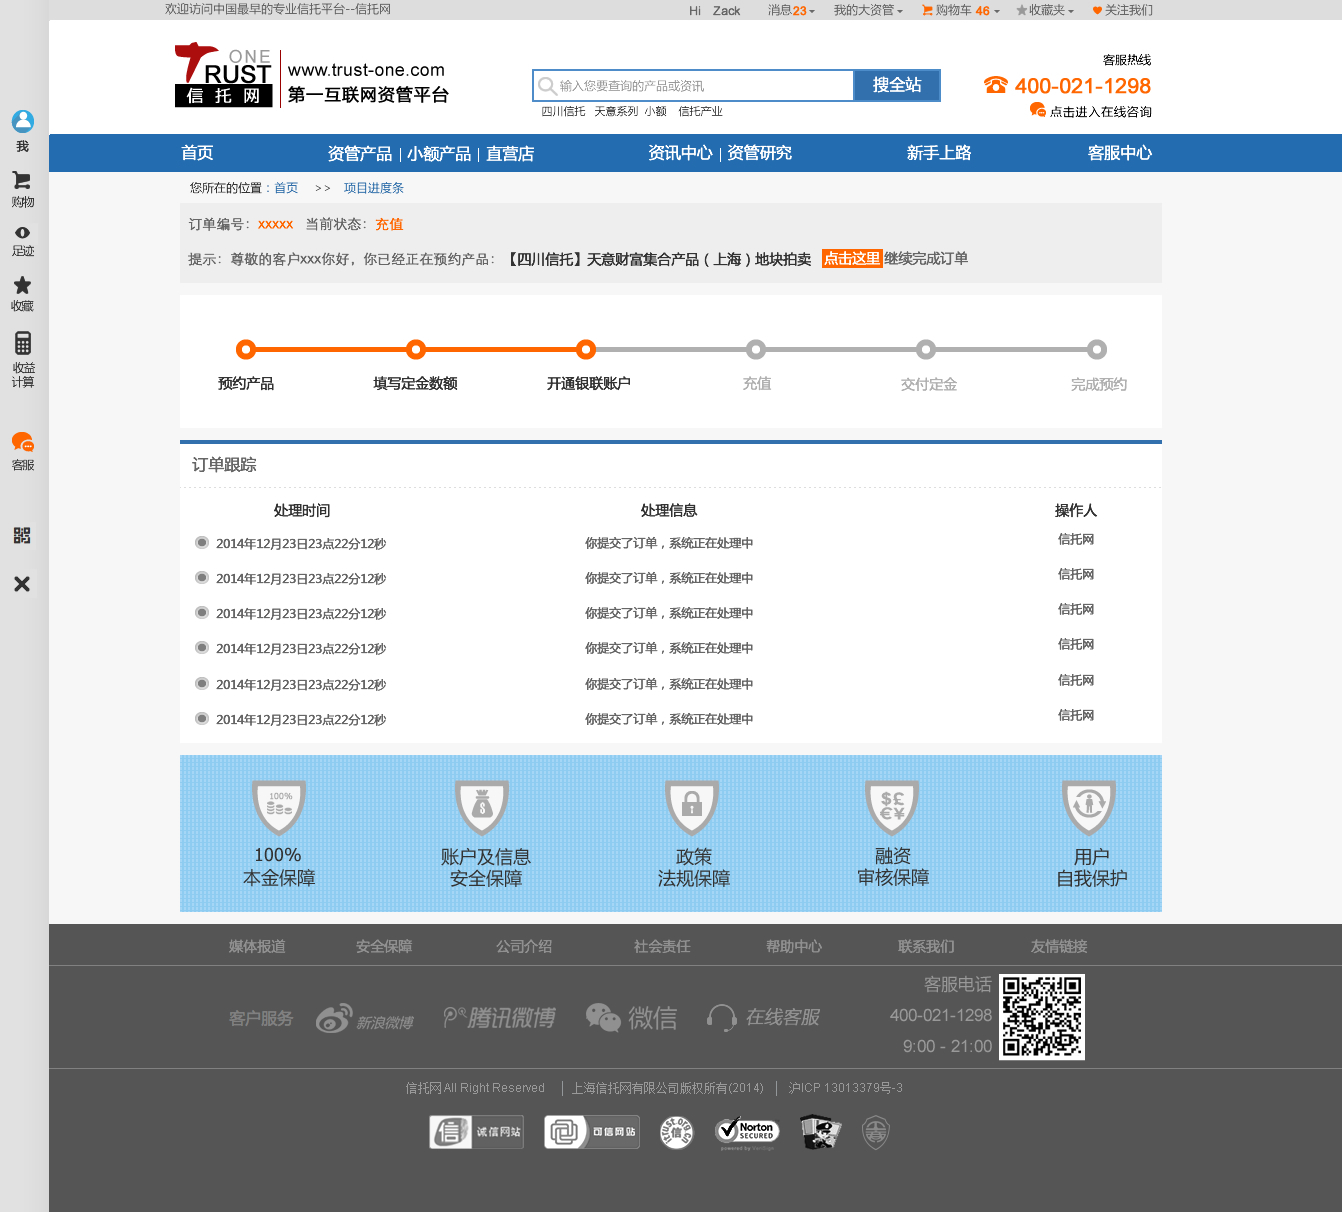 欢迎访问中国最早的专业信托平台--信托网
Hi Zack 消息23 我的大资管 购物车 46 收藏夹 关注我们
ONE
TRUST
信托网
www.trust-one.com
第一互联网资管平台
输入您要查询的产品或资讯 搜全站
四川信托 天意系列 小额 信托产业
客服热线
400-021-1298
点击进入在线咨询
首页 资管产品 | 小额产品 | 直营店 资讯中心 | 资管研究 新手上路 客服中心
我
购物
足迹
收藏
收益
计算
客服
您所在的位置：首页 >> 项目进度条
订单编号：xxxxx 当前状态：充值
提示：尊敬的客户xxx你好，你已经正在预约产品：【四川信托】天意财富集合产品（上海）地块拍卖 点击这里 继续完成订单
预约产品 填写定金数额 开通银联账户 充值 交付定金 完成预约
订单跟踪
处理时间 处理信息 操作人
2014年12月23日23点22分12秒 你提交了订单，系统正在处理中 信托网
2014年12月23日23点22分12秒 你提交了订单，系统正在处理中 信托网
2014年12月23日23点22分12秒 你提交了订单，系统正在处理中 信托网
2014年12月23日23点22分12秒 你提交了订单，系统正在处理中 信托网
2014年12月23日23点22分12秒 你提交了订单，系统正在处理中 信托网
2014年12月23日23点22分12秒 你提交了订单，系统正在处理中 信托网
100%
$£
€¥
100% 账户及信息 政策 融资 用户
本金保障 安全保障 法规保障 审核保障 自我保护
媒体报道 安全保障 公司介绍 社会责任 帮助中心 联系我们 友情链接
客户服务 新浪微博 腾讯微博 微信 在线客服
客服电话
400-021-1298
9:00 - 21:00
信托网 All Right Reserved | 上海信托网有限公司版权所有(2014) | 沪ICP 13013379号-3
信 诚信网站 可信网站 信 Norton
SECURED